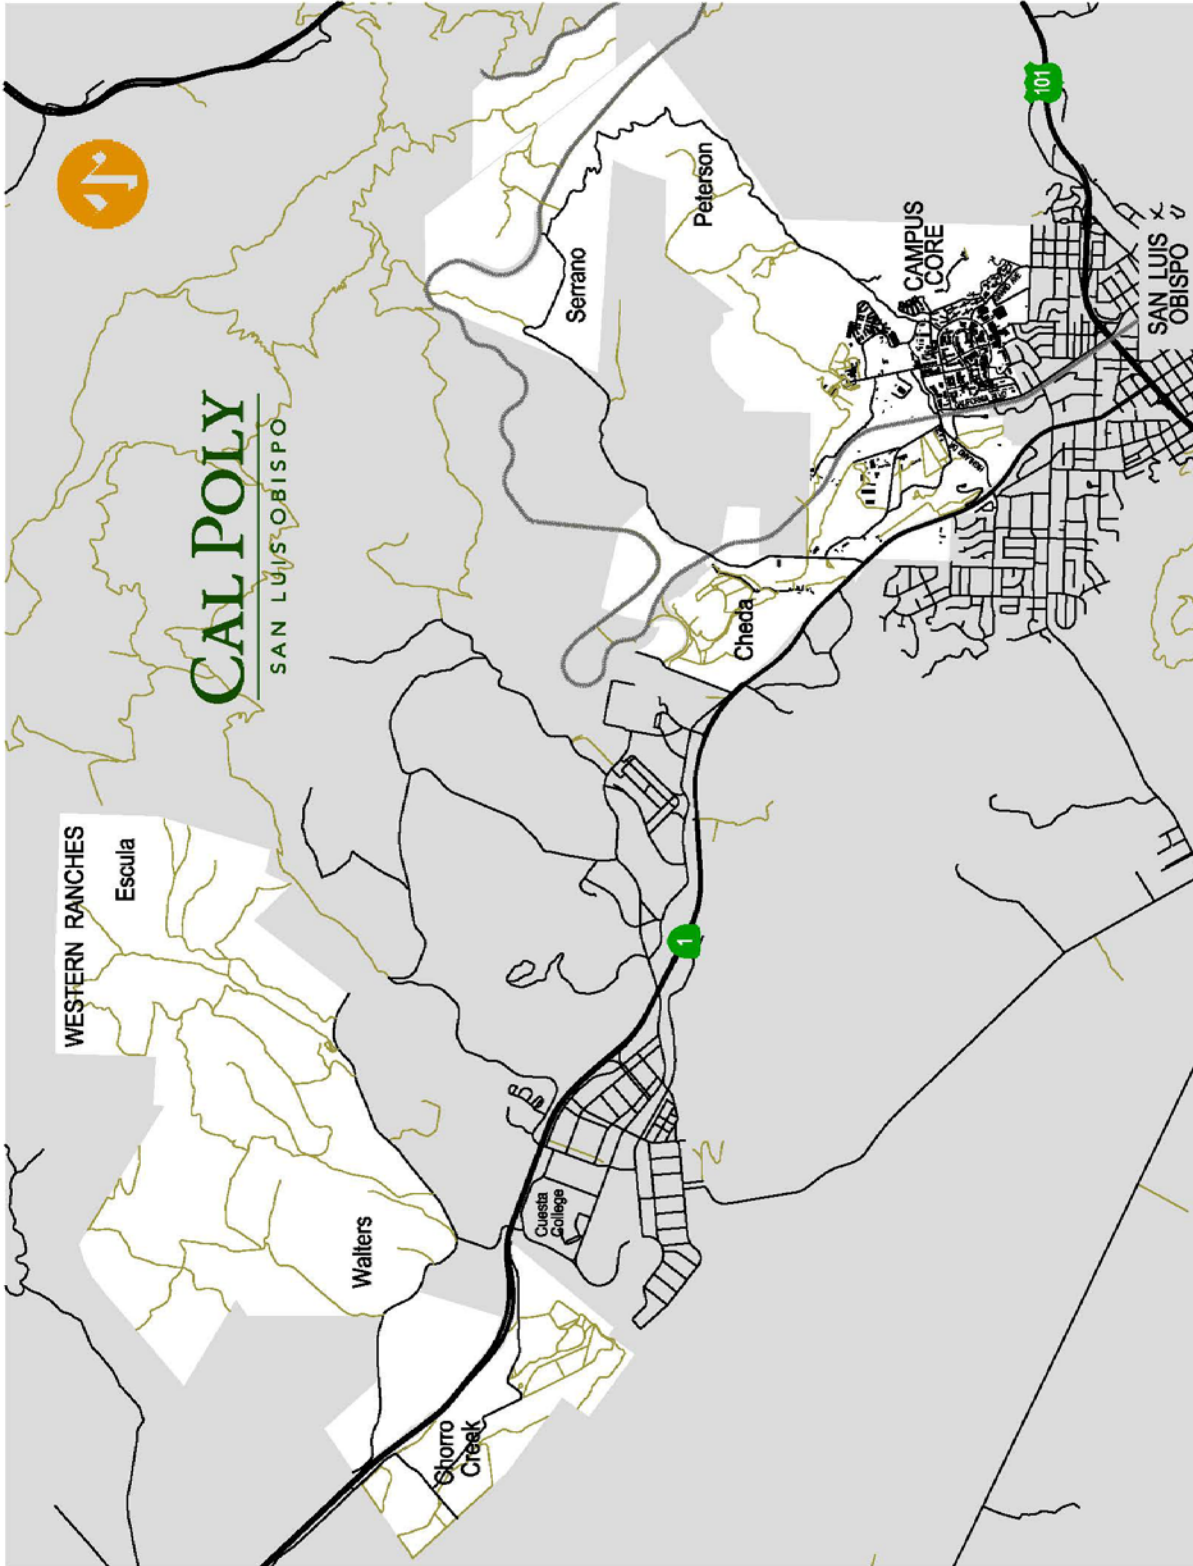 CAL POLY
SAN LUIS OBISPO
WESTERN RANCHES
Escula
Walters
Chorro
Creek
Cuesta
College
1
Cheda
Serrano
Peterson
CAMPUS
CORE
101
SAN LUIS
OBISPO